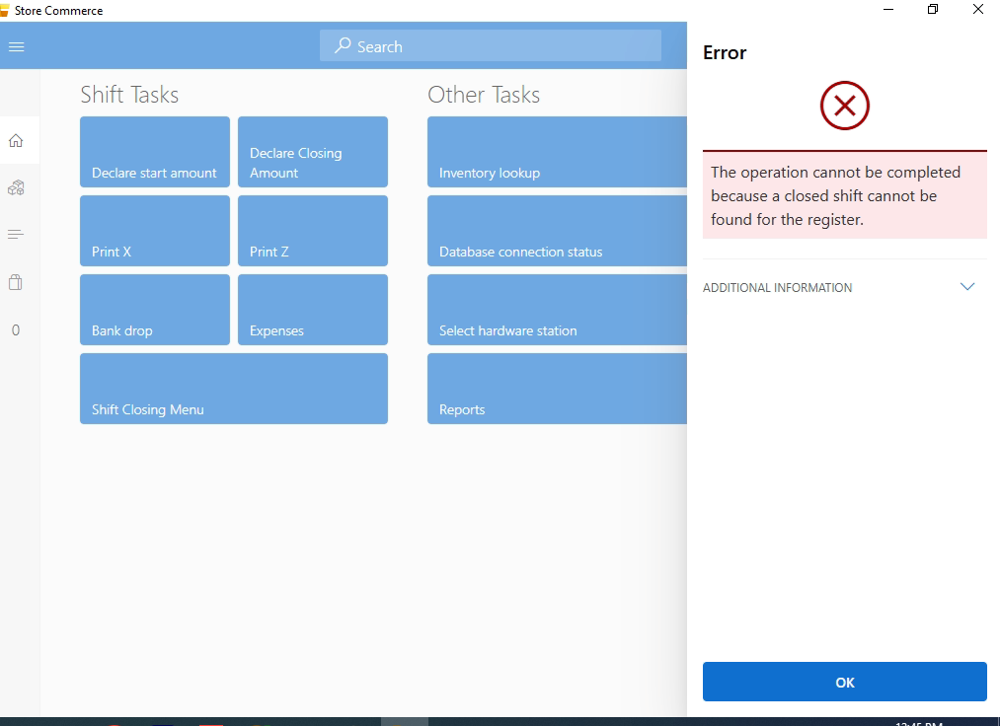 Store Commerce
Search
Shift Tasks
Other Tasks
Declare start amount
Declare Closing
Amount
Inventory lookup
Print X
Print Z
Database connection status
Bank drop
Expenses
Select hardware station
Shift Closing Menu
Reports
0
Error
The operation cannot be completed
because a closed shift cannot be
found for the register.
ADDITIONAL INFORMATION
OK